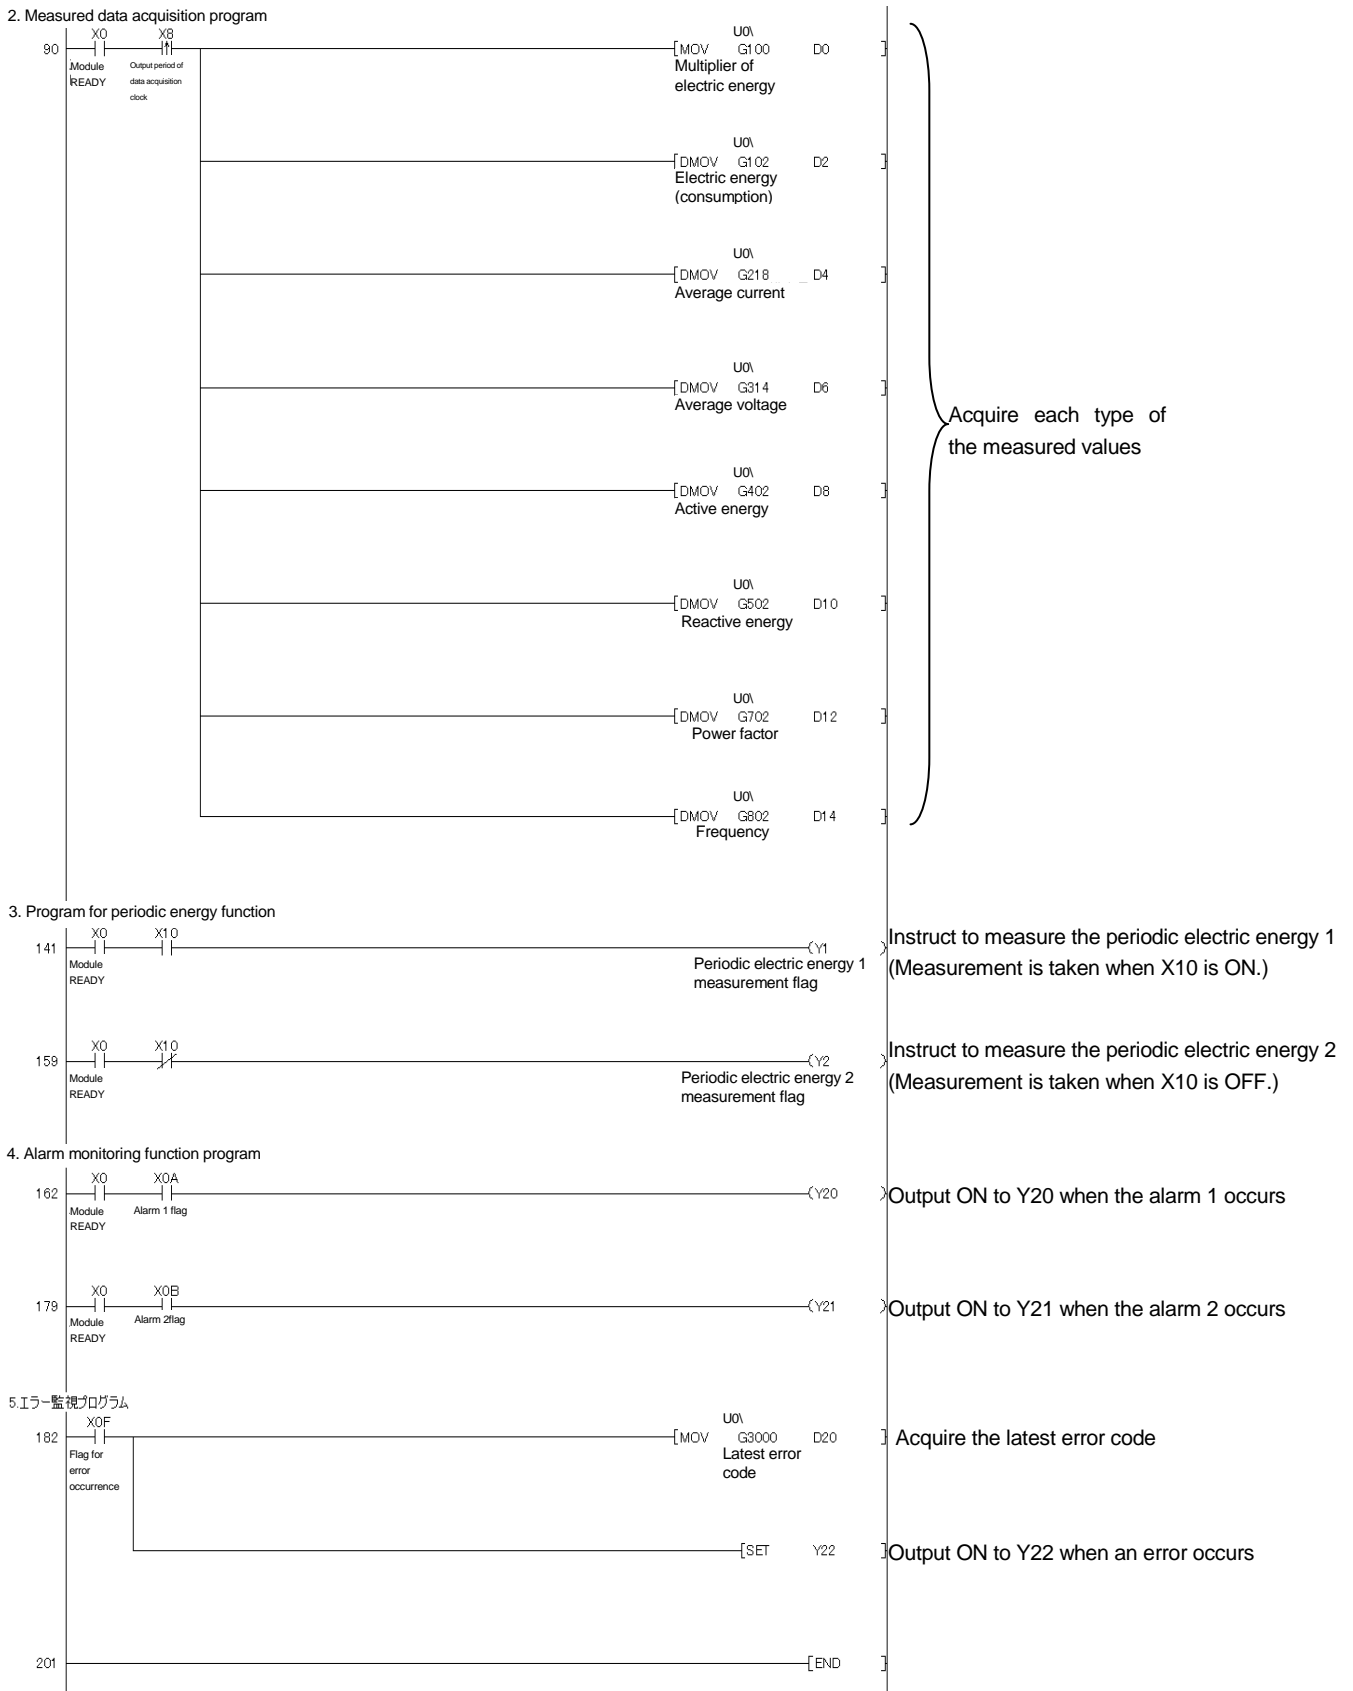 2. Measured data acquisition program
X0 X8 U0\
90 MOV G100 D0
Module Output period of Multiplier of
READY data acquisition electric energy
clock
U0\
DMOV G102 D2
Electric energy
(consumption)
U0\
DMOV G218 D4
Average current
U0\
DMOV G314 D6
Average voltage
Acquire each type of
the measured values
U0\
DMOV G402 D8
Active energy
U0\
DMOV G502 D10
Reactive energy
U0\
DMOV G702 D12
Power factor
U0\
DMOV G802 D14
Frequency
3. Program for periodic energy function
X0 X10
141 Y1 Instruct to measure the periodic electric energy 1
Module Periodic electric energy 1 (Measurement is taken when X10 is ON.)
READY measurement flag
X0 X10
159 Y2 Instruct to measure the periodic electric energy 2
Module Periodic electric energy 2 (Measurement is taken when X10 is OFF.)
READY measurement flag
4. Alarm monitoring function program
X0 X0A
162 Y20 Output ON to Y20 when the alarm 1 occurs
Module Alarm 1 flag
READY
X0 X0B
179 Y21 Output ON to Y21 when the alarm 2 occurs
Module Alarm 2flag
READY
5.エラー監視プログラム
X0F U0\
182 MOV G3000 D20 Acquire the latest error code
Flag for Latest error
error code
occurrence
SET Y22 Output ON to Y22 when an error occurs
201 END